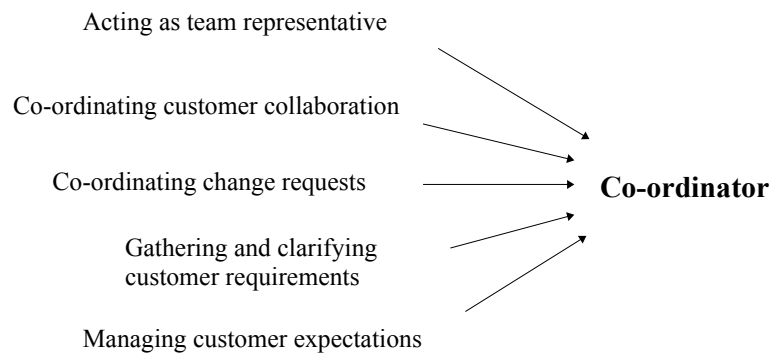 Acting as team representative
Co-ordinating customer collaboration
Co-ordinating change requests
Co-ordinator
Gathering and clarifying
customer requirements
Managing customer expectations